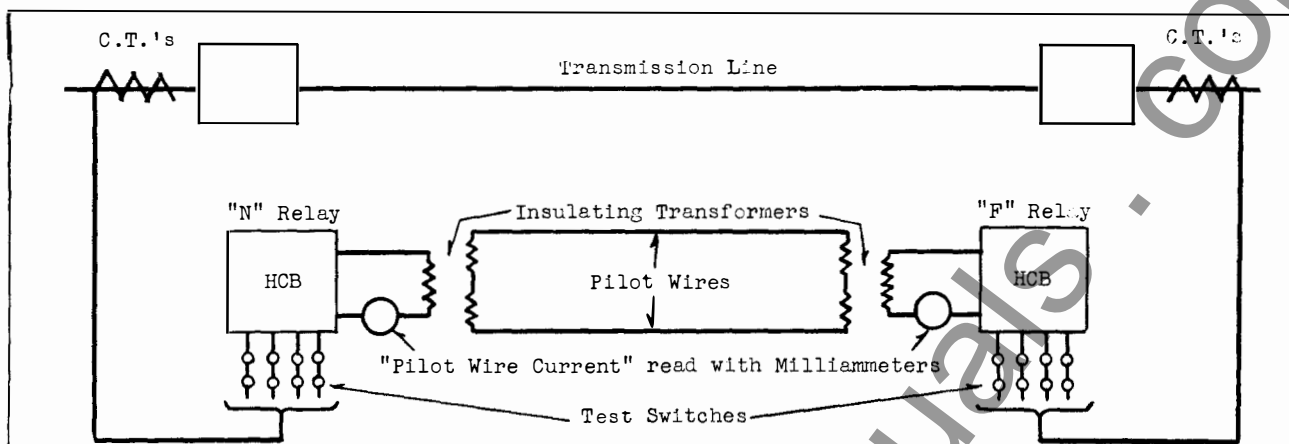 C.T.'s
C.T.'s
Transmission Line
"N" Relay
Insulating Transformers
"F" Relay
HCB
Pilot Wires
HCB
"Pilot Wire Current" read with Milliammeters
Test Switches